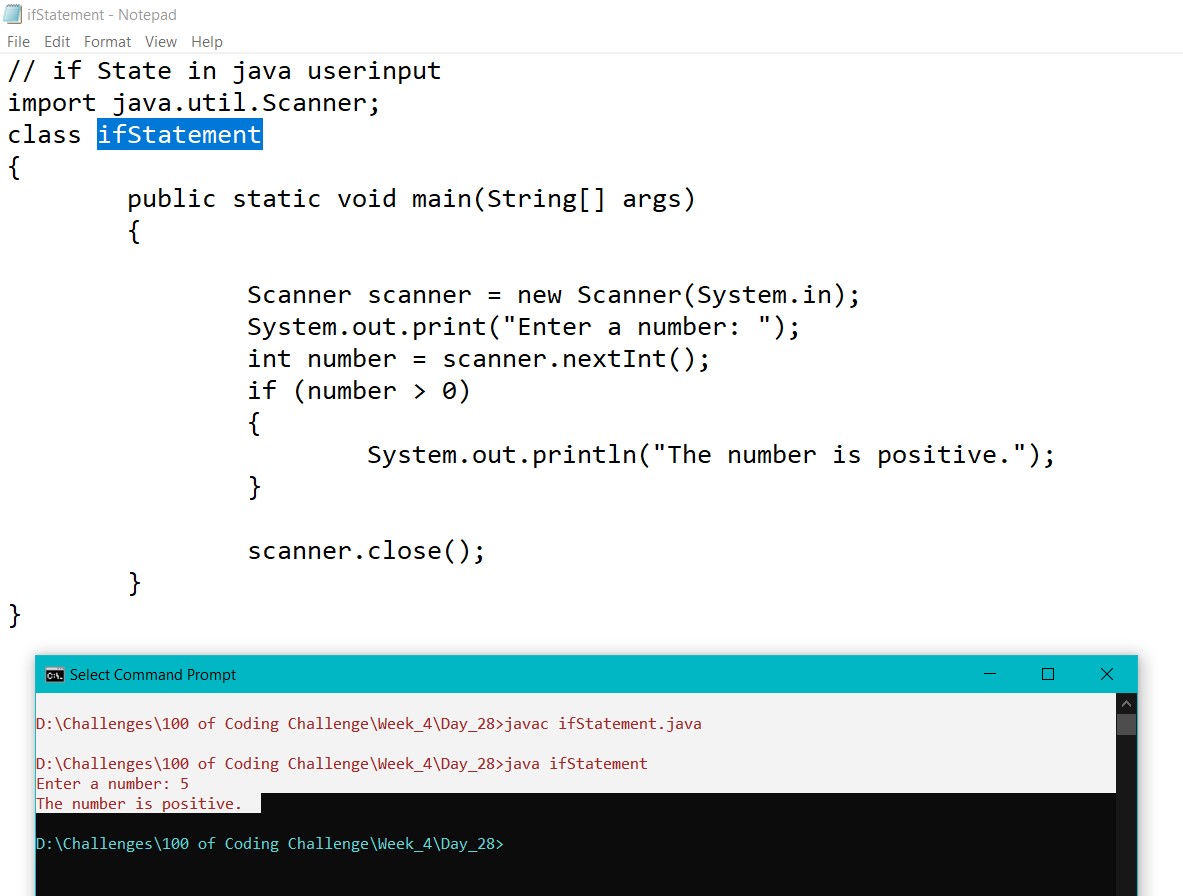 ifStatement - Notepad
File Edit Format View Help
// if State in java userinput
import java.util.Scanner;
class ifStatement
{
public static void main(String[] args)
{
Scanner scanner = new Scanner(System.in);
System.out.print("Enter a number: ");
int number = scanner.nextInt();
if (number > 0)
{
System.out.println("The number is positive.");
}
scanner.close();
}
}
C:\. Select Command Prompt
D:\Challenges\100 of Coding Challenge\Week_4\Day_28>javac ifStatement.java
D:\Challenges\100 of Coding Challenge\Week_4\Day_28>java ifStatement
Enter a number: 5
The number is positive.
D:\Challenges\100 of Coding Challenge\Week_4\Day_28>